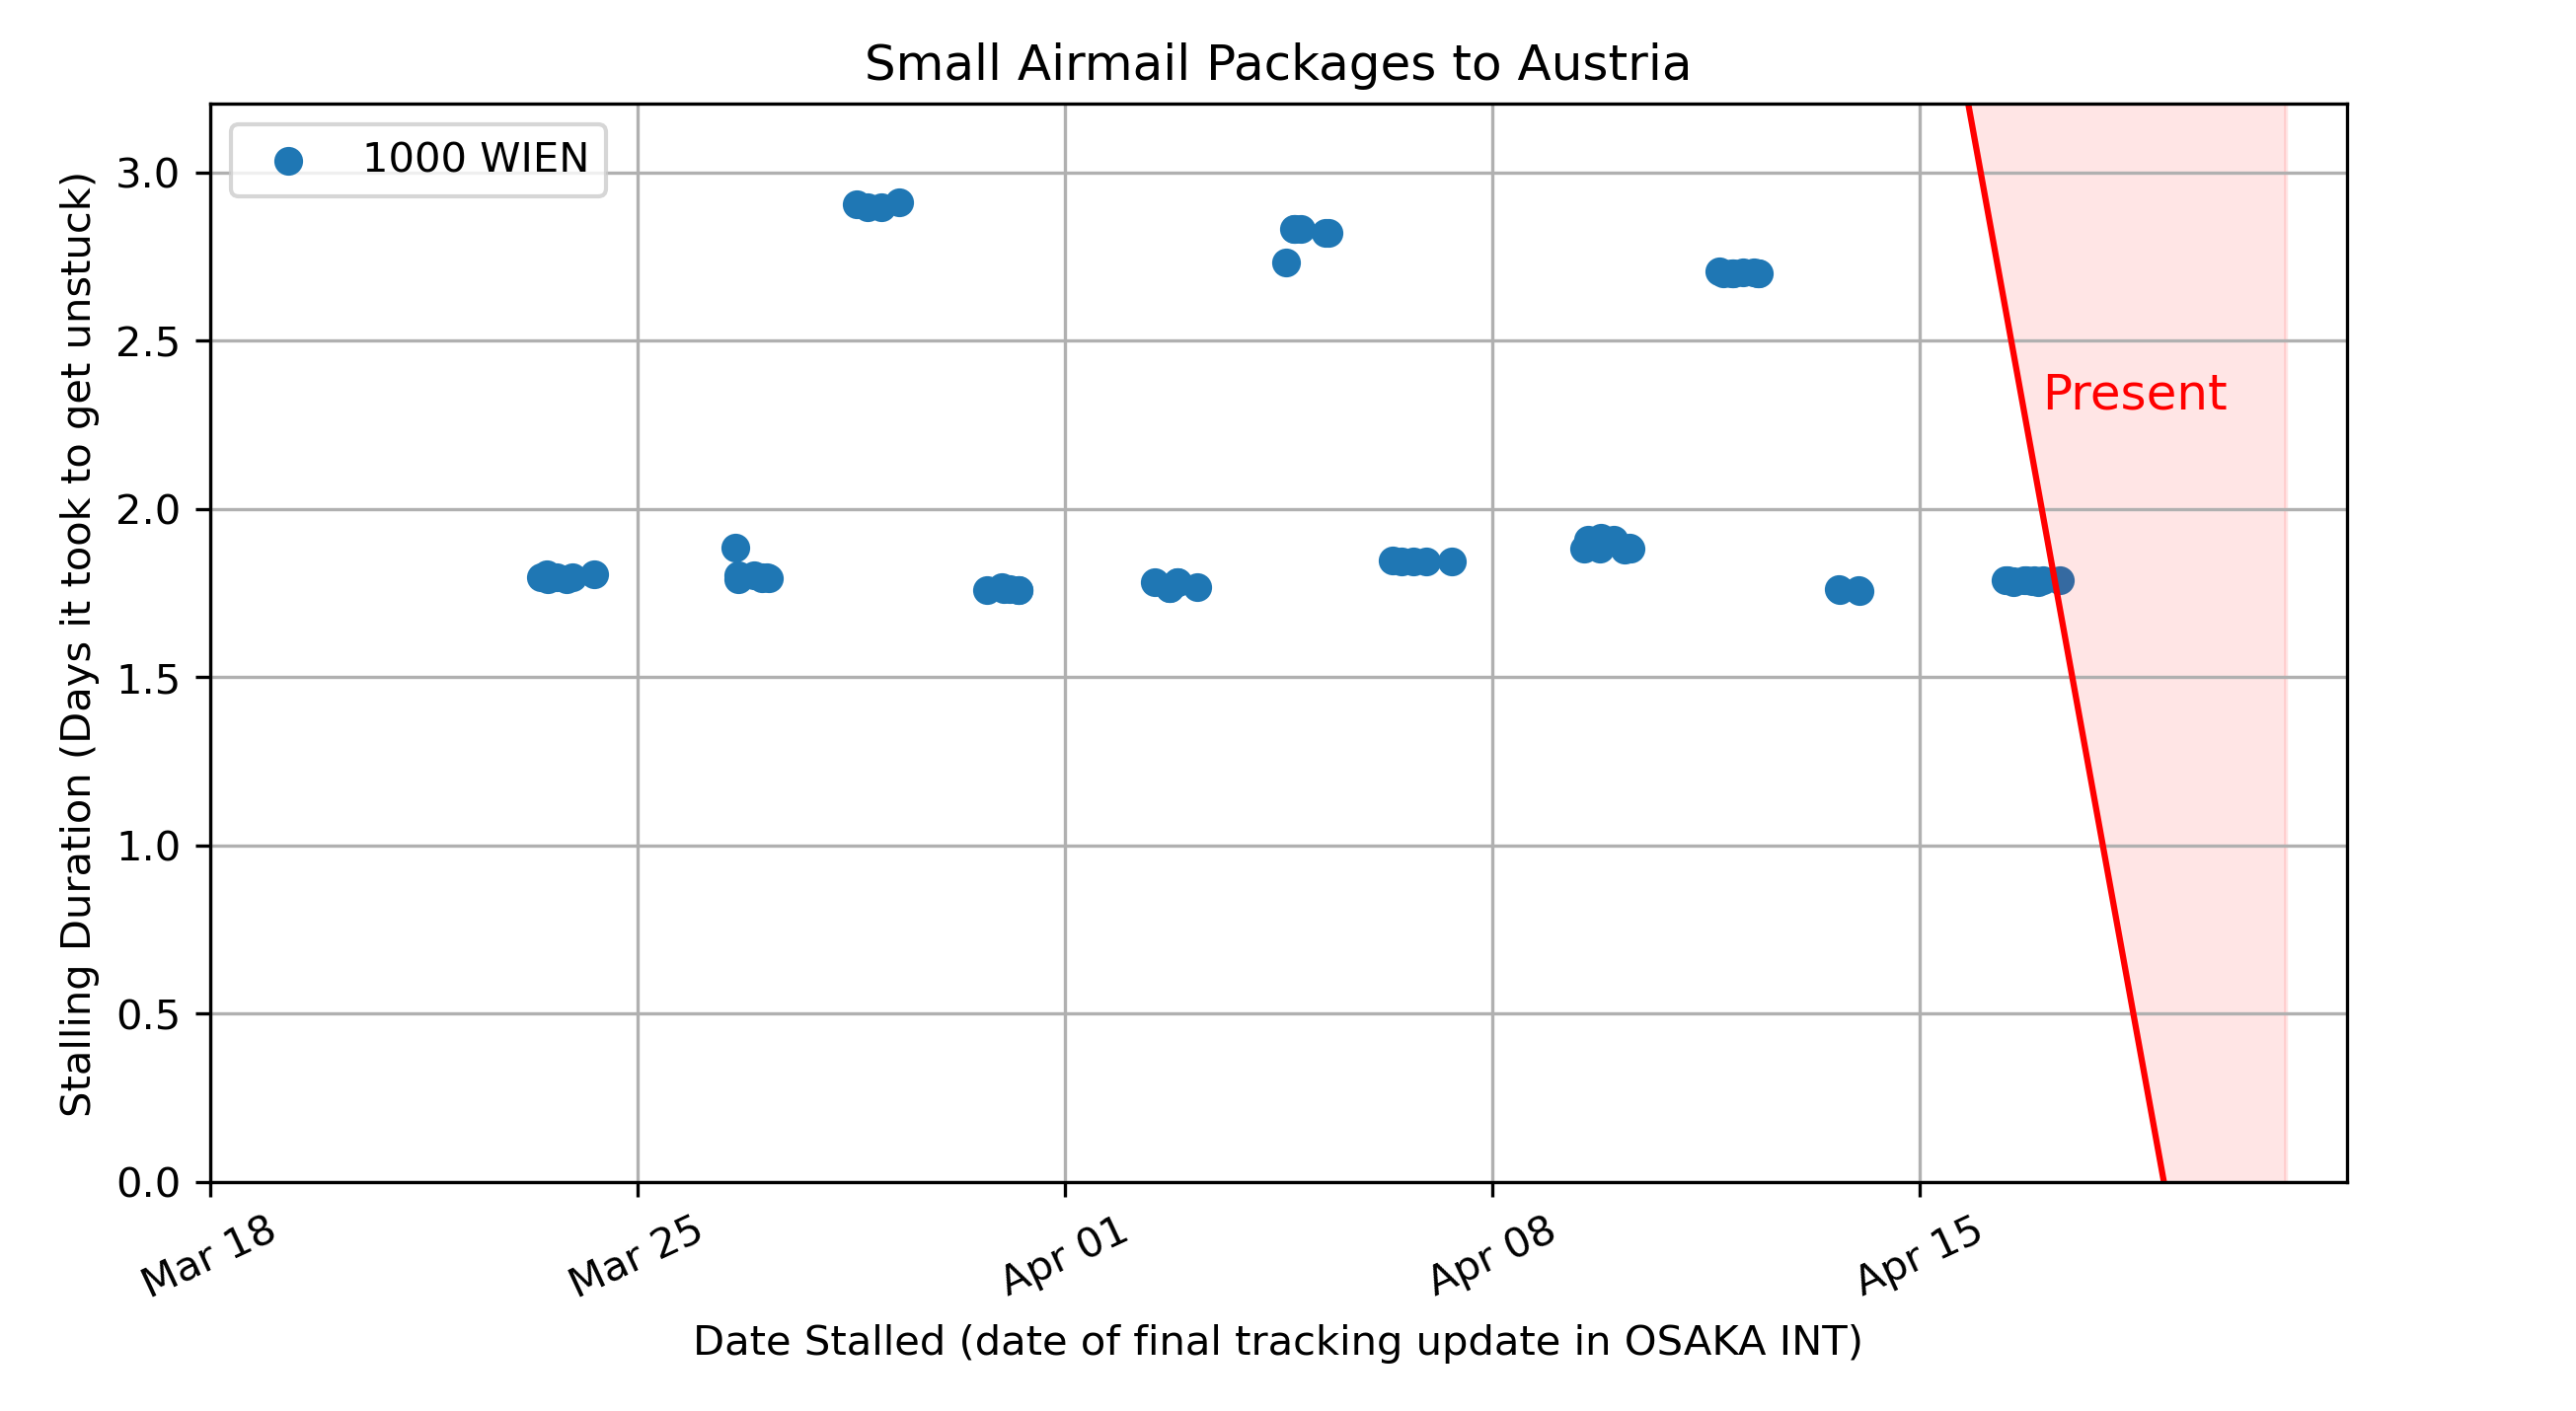 Small Airmail Packages to Austria
1000 WIEN
Stalling Duration (Days it took to get unstuck)
3.0
2.5
2.0
1.5
1.0
0.5
0.0
Present
Mar 18
Mar 25
Apr 01
Apr 08
Apr 15
Date Stalled (date of final tracking update in OSAKA INT)